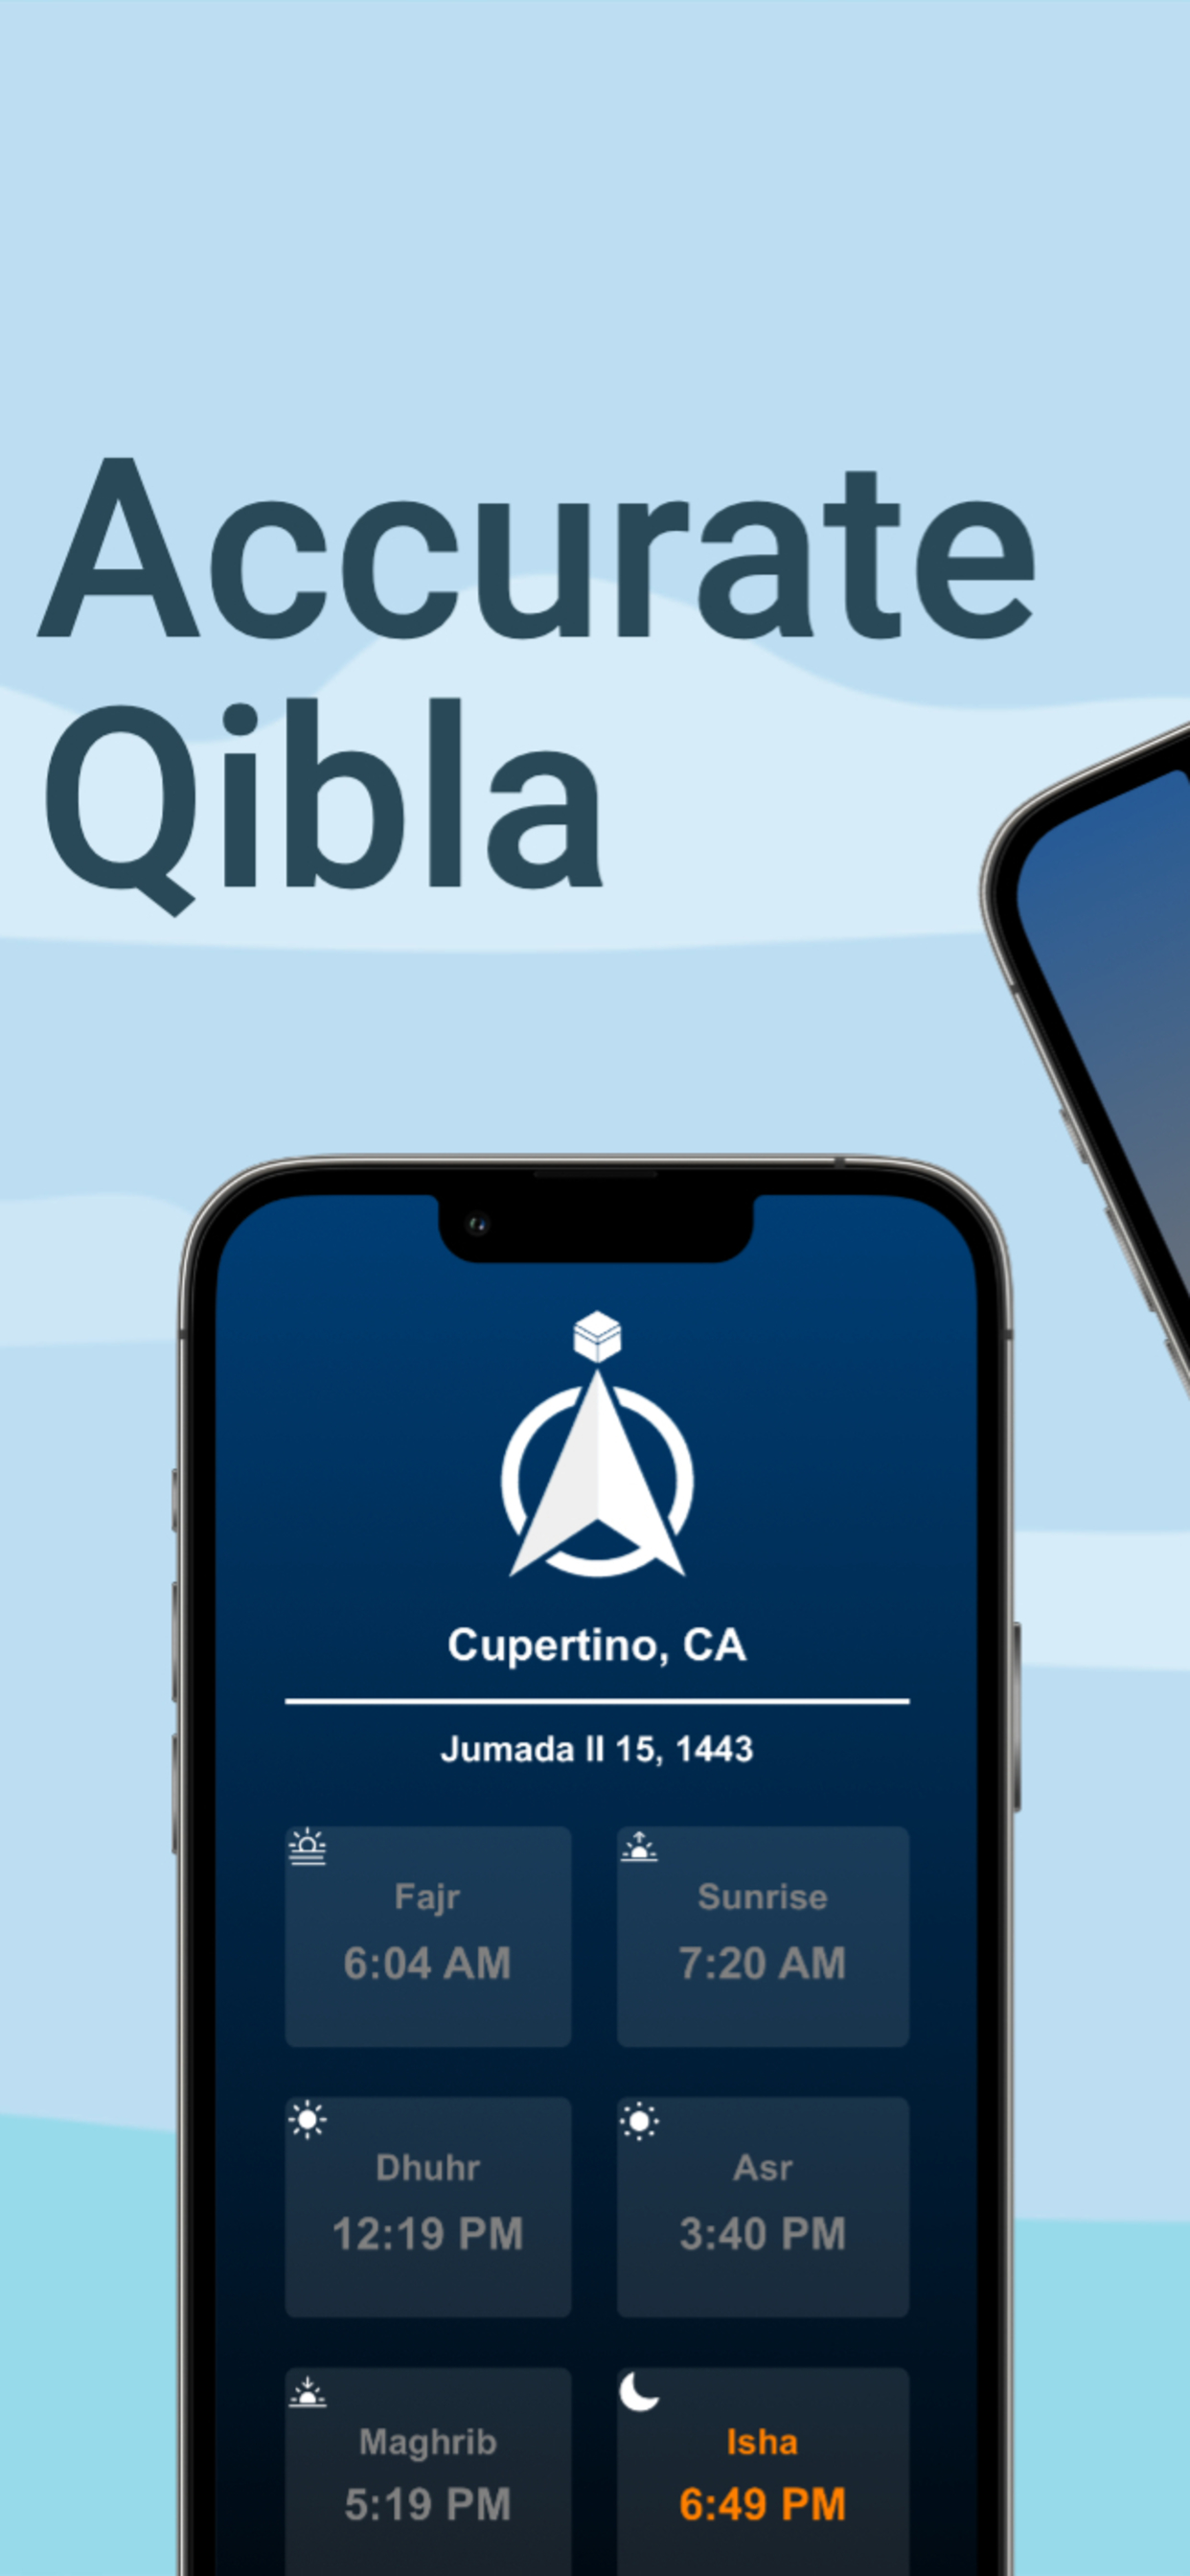 Accurate
Qibla
Cupertino, CA
Jumada II 15, 1443
Fajr
6:04 AM
Sunrise
7:20 AM
Dhuhr
12:19 PM
Asr
3:40 PM
Maghrib
5:19 PM
Isha
6:49 PM